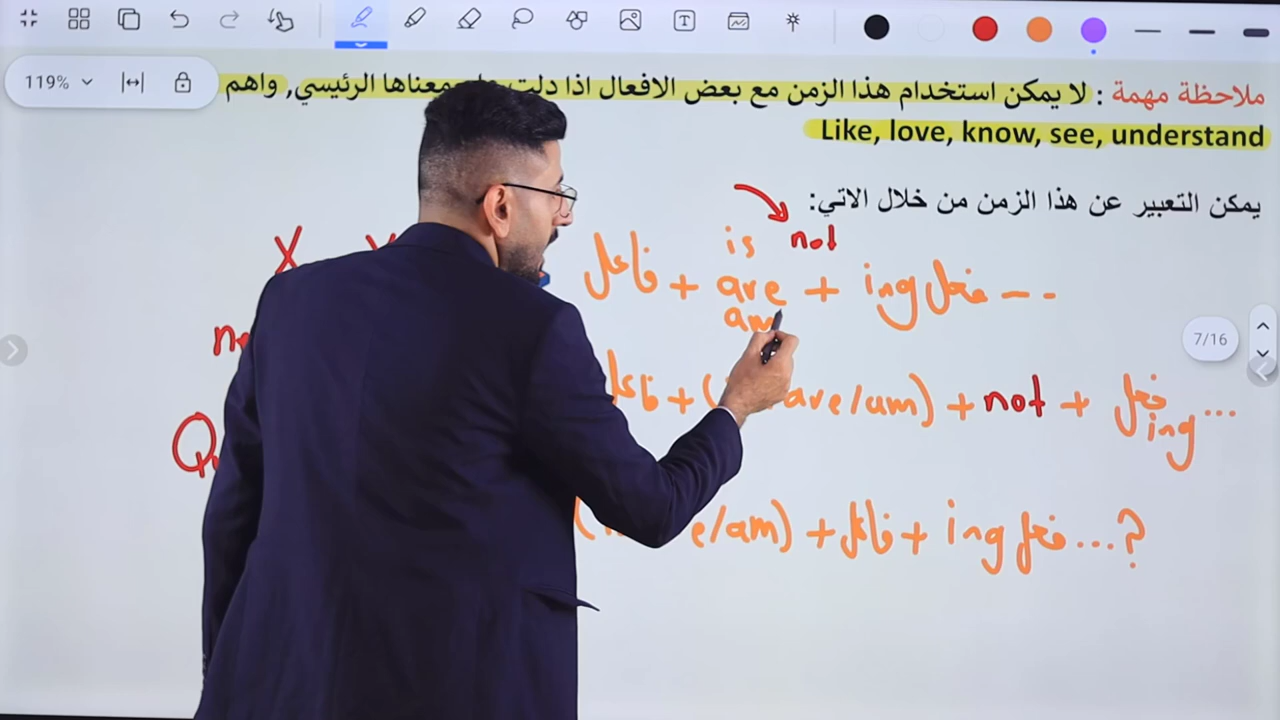 119%
ملاحظة مهمة : لا يمكن استخدام هذا الزمن مع بعض الافعال اذا دلت معناها الرئيسي, واهم
Like, love, know, see, understand
يمكن التعبير عن هذا الزمن من خلال الاتي:
X
is not
فاعل + are + ing فعل --
am
7/16
فاعل + ( are/am) + not + فعل ...
ing
( /am) + فاعل + ing فعل ...?